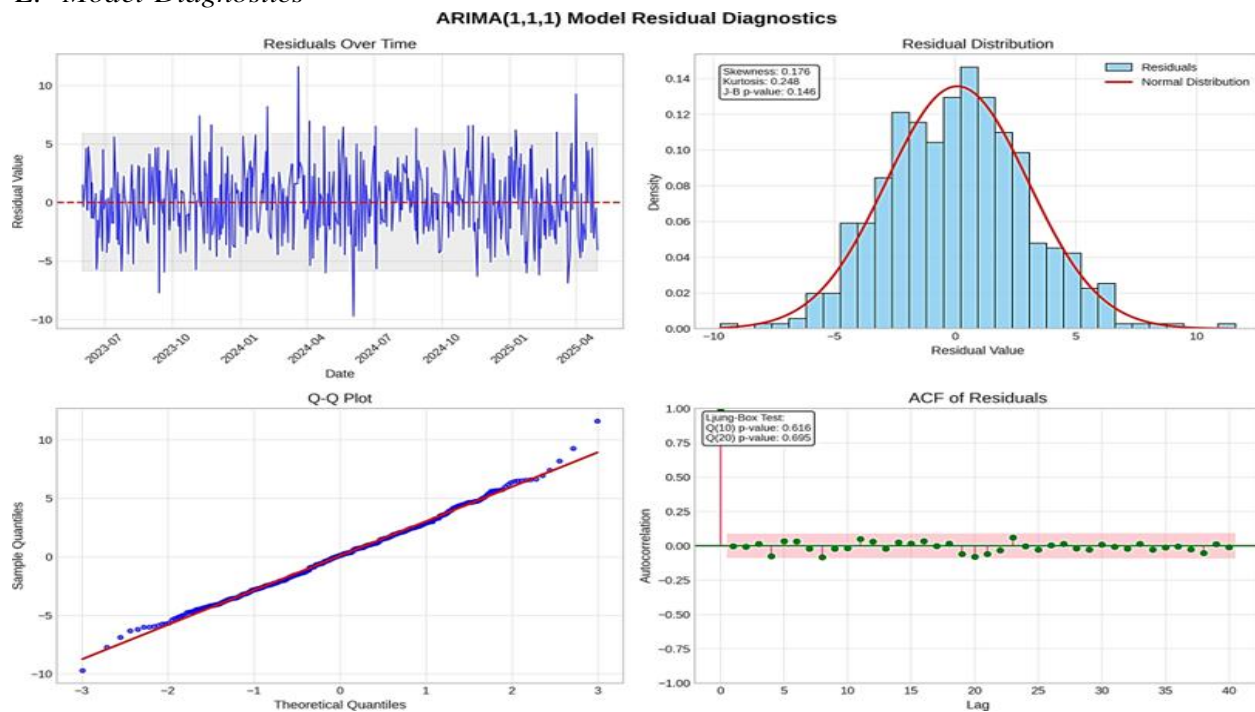 E. Model Diagnostics
ARIMA(1,1,1) Model Residual Diagnostics
Residuals Over Time
Residual Value
10
5
0
−5
−10
2023-07
2023-10
2024-01
2024-04
2024-07
2024-10
2025-01
2025-04
Date
Residual Distribution
Skewness: 0.176
Kurtosis: 0.248
J-B p-value: 0.146
Residuals
Normal Distribution
Density
0.14
0.12
0.10
0.08
0.06
0.04
0.02
0.00
−10
−5
0
5
10
Residual Value
Q-Q Plot
Sample Quantiles
10
5
0
−5
−10
−3
−2
−1
0
1
2
3
Theoretical Quantiles
ACF of Residuals
Ljung-Box Test:
Q(10) p-value: 0.616
Q(20) p-value: 0.695
Autocorrelation
1.00
0.75
0.50
0.25
0.00
−0.25
−0.50
−0.75
−1.00
0
5
10
15
20
25
30
35
40
Lag